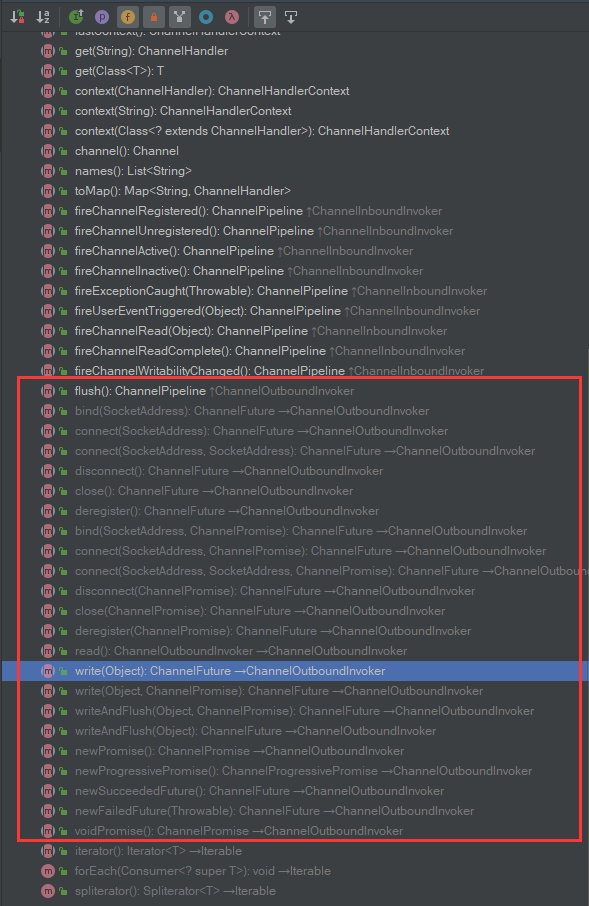 lastContext(): ChannelHandlerContext
get(String): ChannelHandler
get(Class<T>): T
context(ChannelHandler): ChannelHandlerContext
context(String): ChannelHandlerContext
context(Class<? extends ChannelHandler>): ChannelHandlerContext
channel(): Channel
names(): List<String>
toMap(): Map<String, ChannelHandler>
fireChannelRegistered(): ChannelPipeline ↑ChannelInboundInvoker
fireChannelUnregistered(): ChannelPipeline ↑ChannelInboundInvoker
fireChannelActive(): ChannelPipeline ↑ChannelInboundInvoker
fireChannelInactive(): ChannelPipeline ↑ChannelInboundInvoker
fireExceptionCaught(Throwable): ChannelPipeline ↑ChannelInboundInvoker
fireUserEventTriggered(Object): ChannelPipeline ↑ChannelInboundInvoker
fireChannelRead(Object): ChannelPipeline ↑ChannelInboundInvoker
fireChannelReadComplete(): ChannelPipeline ↑ChannelInboundInvoker
fireChannelWritabilityChanged(): ChannelPipeline ↑ChannelInboundInvoker
flush(): ChannelPipeline ↑ChannelOutboundInvoker
bind(SocketAddress): ChannelFuture →ChannelOutboundInvoker
connect(SocketAddress): ChannelFuture →ChannelOutboundInvoker
connect(SocketAddress, SocketAddress): ChannelFuture →ChannelOutboundInvoker
disconnect(): ChannelFuture →ChannelOutboundInvoker
close(): ChannelFuture →ChannelOutboundInvoker
deregister(): ChannelFuture →ChannelOutboundInvoker
bind(SocketAddress, ChannelPromise): ChannelFuture →ChannelOutboundInvoker
connect(SocketAddress, ChannelPromise): ChannelFuture →ChannelOutboundInvoker
connect(SocketAddress, SocketAddress, ChannelPromise): ChannelFuture →ChannelOutbound
disconnect(ChannelPromise): ChannelFuture →ChannelOutboundInvoker
close(ChannelPromise): ChannelFuture →ChannelOutboundInvoker
deregister(ChannelPromise): ChannelFuture →ChannelOutboundInvoker
read(): ChannelOutboundInvoker →ChannelOutboundInvoker
write(Object): ChannelFuture →ChannelOutboundInvoker
write(Object, ChannelPromise): ChannelFuture →ChannelOutboundInvoker
writeAndFlush(Object, ChannelPromise): ChannelFuture →ChannelOutboundInvoker
writeAndFlush(Object): ChannelFuture →ChannelOutboundInvoker
newPromise(): ChannelPromise →ChannelOutboundInvoker
newProgressivePromise(): ChannelProgressivePromise →ChannelOutboundInvoker
newSucceededFuture(): ChannelFuture →ChannelOutboundInvoker
newFailedFuture(Throwable): ChannelFuture →ChannelOutboundInvoker
voidPromise(): ChannelPromise →ChannelOutboundInvoker
iterator(): Iterator<T> →Iterable
forEach(Consumer<? super T>): void →Iterable
spliterator(): Spliterator<T> →Iterable